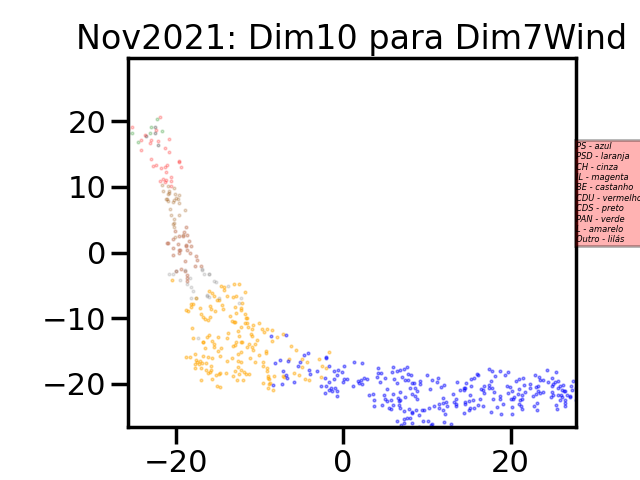 Nov2021: Dim10 para Dim7Wind
20
10
0
−10
−20
−20
0
20
PS - azul
PSD - laranja
CH - cinza
IL - magenta
BE - castanho
CDU - vermelho
CDS - preto
PAN - verde
L - amarelo
Outro - lilás